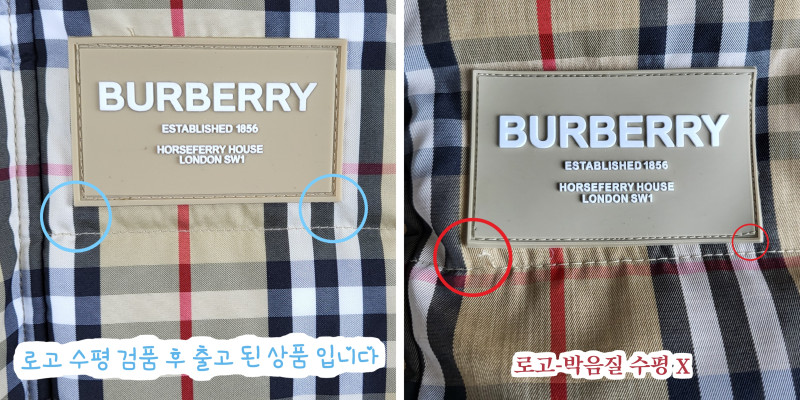 BURBERRY
ESTABLISHED 1856
HORSEFERRY HOUSE
LONDON SW1
로고 수평 검품 후 출고 된 상품 입니다
BURBERRY
ESTABLISHED 1856
HORSEFERRY HOUSE
LONDON SW1
로고-박음질 수평 X